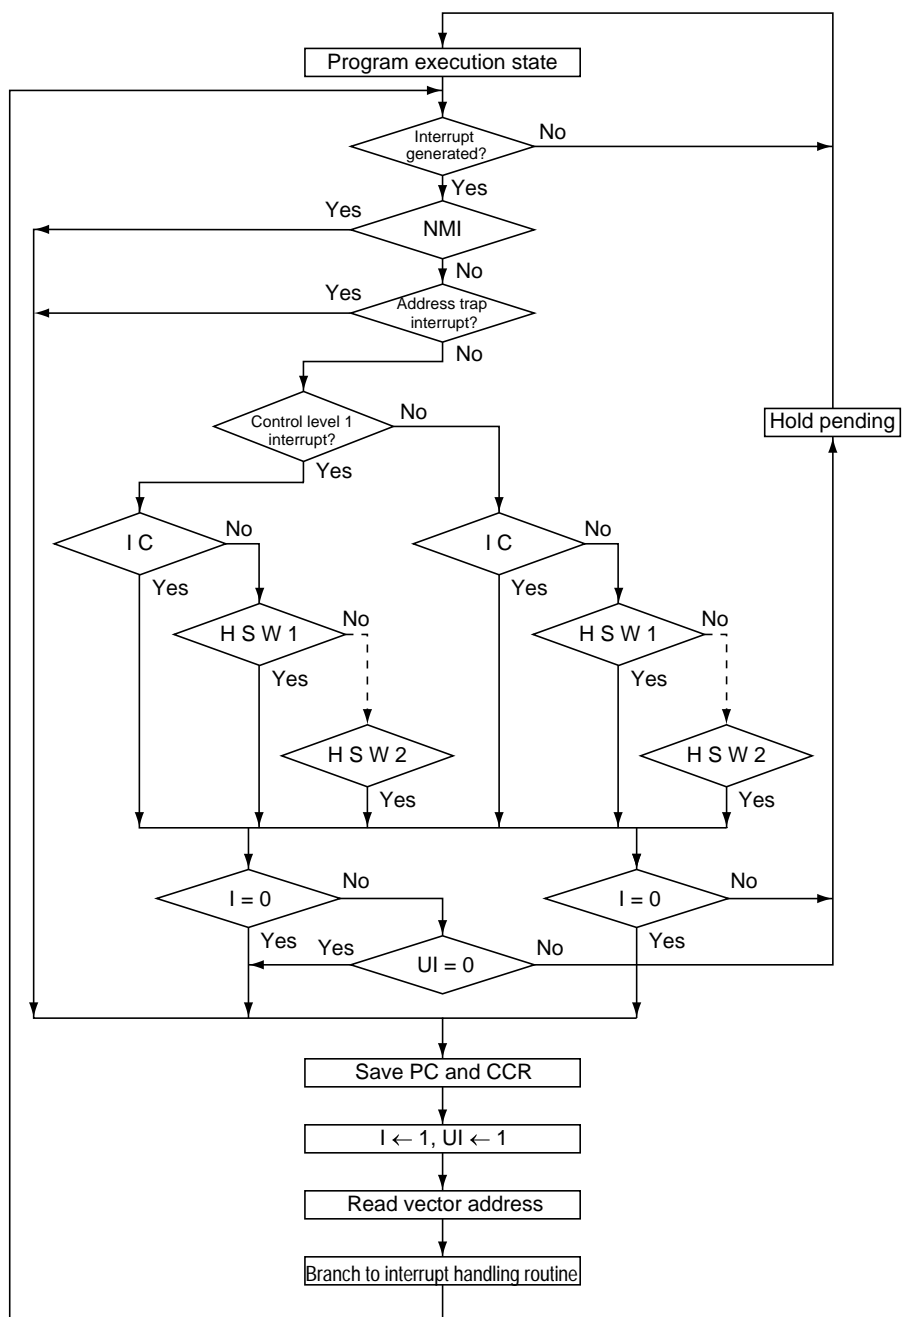 Program execution state
Interrupt
generated?
No
Yes
NMI
Yes
No
Address trap
interrupt?
Yes
No
Control level 1
interrupt?
No
Yes
Hold pending
I C
No
Yes
I C
No
Yes
H S W 1
No
Yes
H S W 1
No
Yes
H S W 2
Yes
H S W 2
Yes
I = 0
No
Yes
I = 0
No
Yes
UI = 0
Yes
No
Save PC and CCR
I ← 1, UI ← 1
Read vector address
Branch to interrupt handling routine